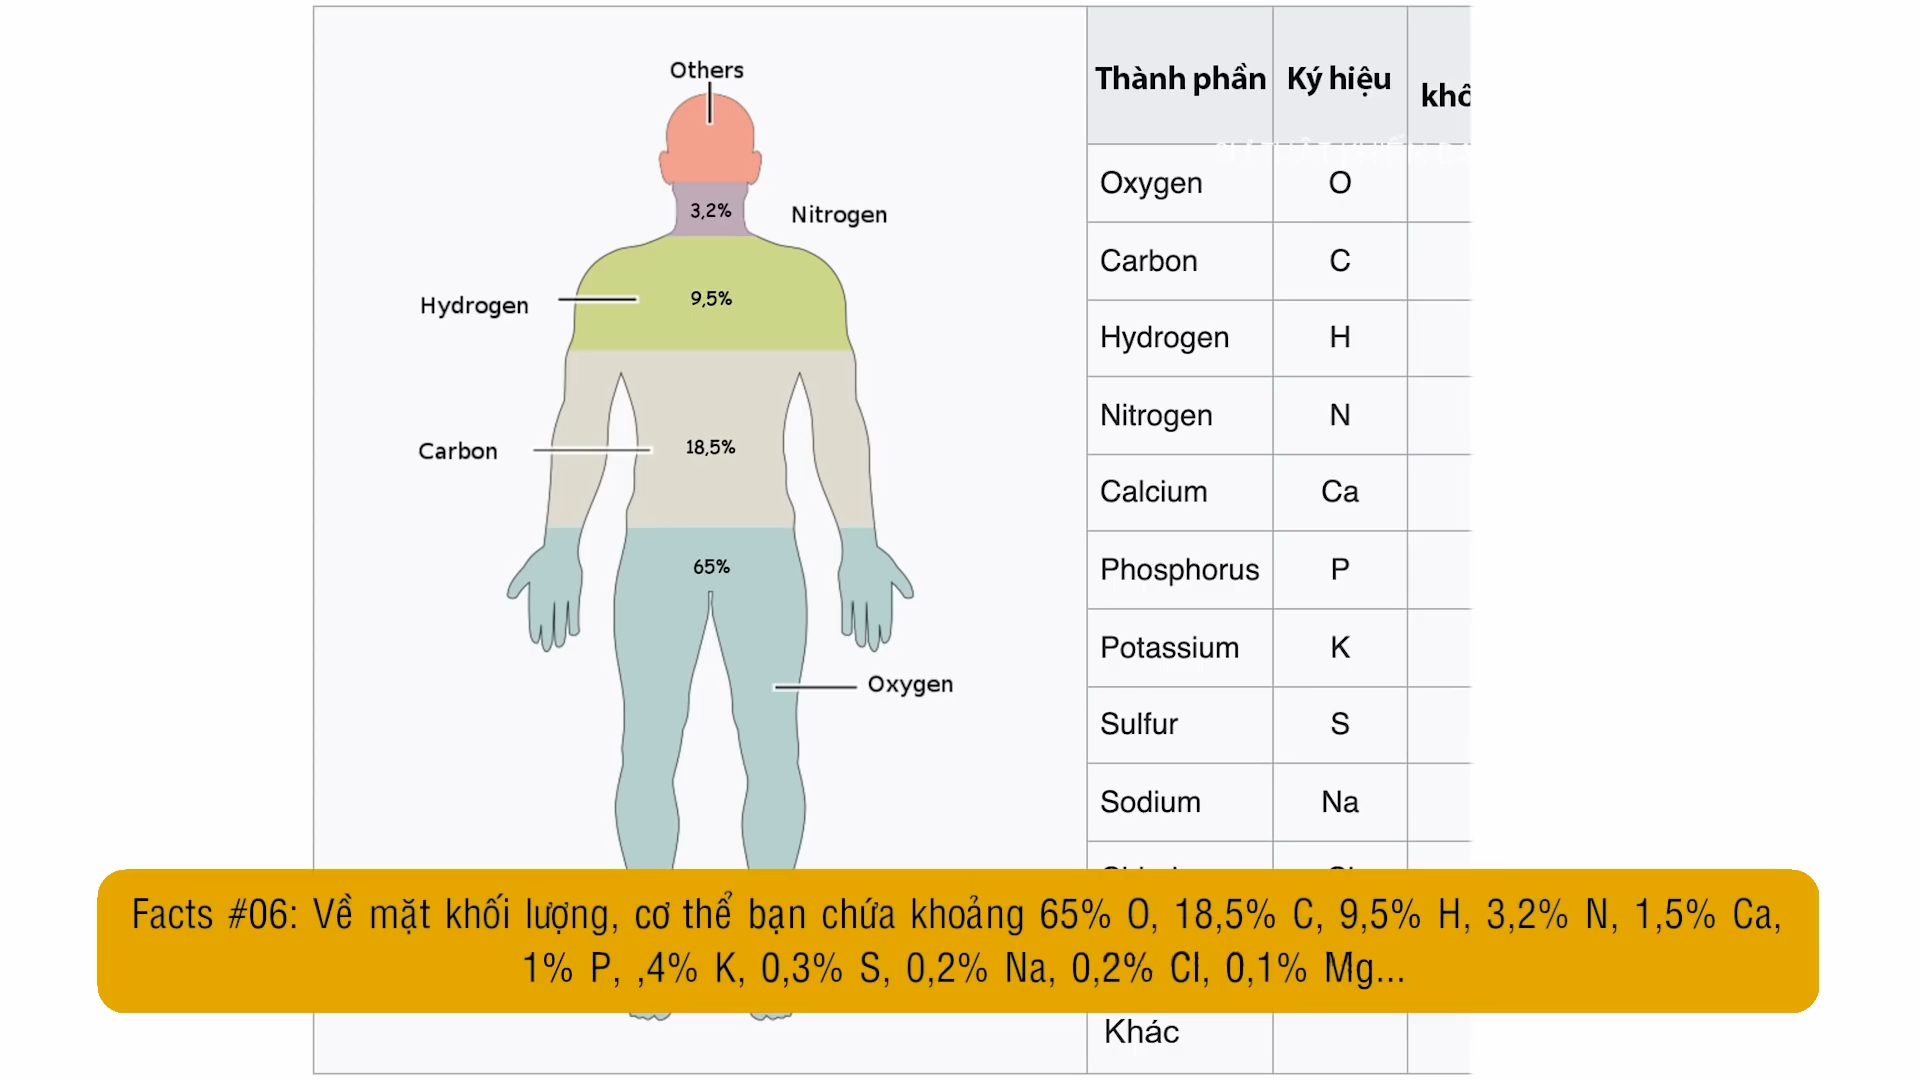 Others
3,2%
Nitrogen
Hydrogen
9,5%
Carbon
18,5%
65%
Oxygen
Thành phần Ký hiệu
Oxygen O
Carbon C
Hydrogen H
Nitrogen N
Calcium Ca
Phosphorus P
Potassium K
Sulfur S
Sodium Na
Facts #06: Về mặt khối lượng, cơ thể bạn chứa khoảng 65% O, 18,5% C, 9,5% H, 3,2% N, 1,5% Ca,
1% P, ,4% K, 0,3% S, 0,2% Na, 0,2% Cl, 0,1% Mg...
Khác